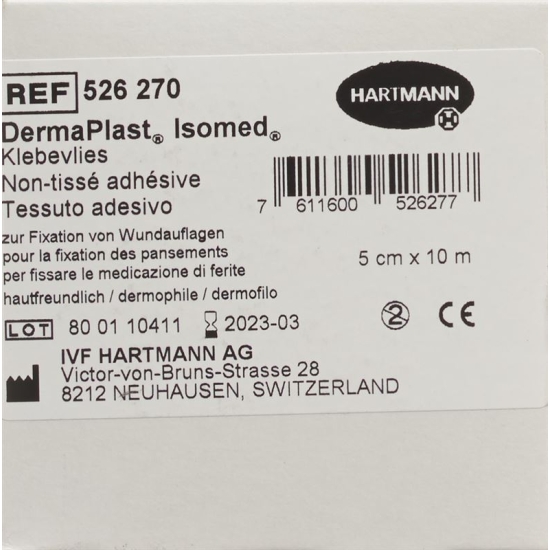 REF 526 270
HARTMANN
DermaPlast® Isomed®
Klebevlies
Non-tissé adhésive
Tessuto adesivo
7 611600 526277
zur Fixation von Wundauflagen
pour la fixation des pansements
per fissare le medicazione di ferite
5 cm x 10 m
hautfreundlich / dermophile / dermofilo
LOT 80 01 10411 2023-03
2 CE
IVF HARTMANN AG
Victor-von-Bruns-Strasse 28
8212 NEUHAUSEN, SWITZERLAND